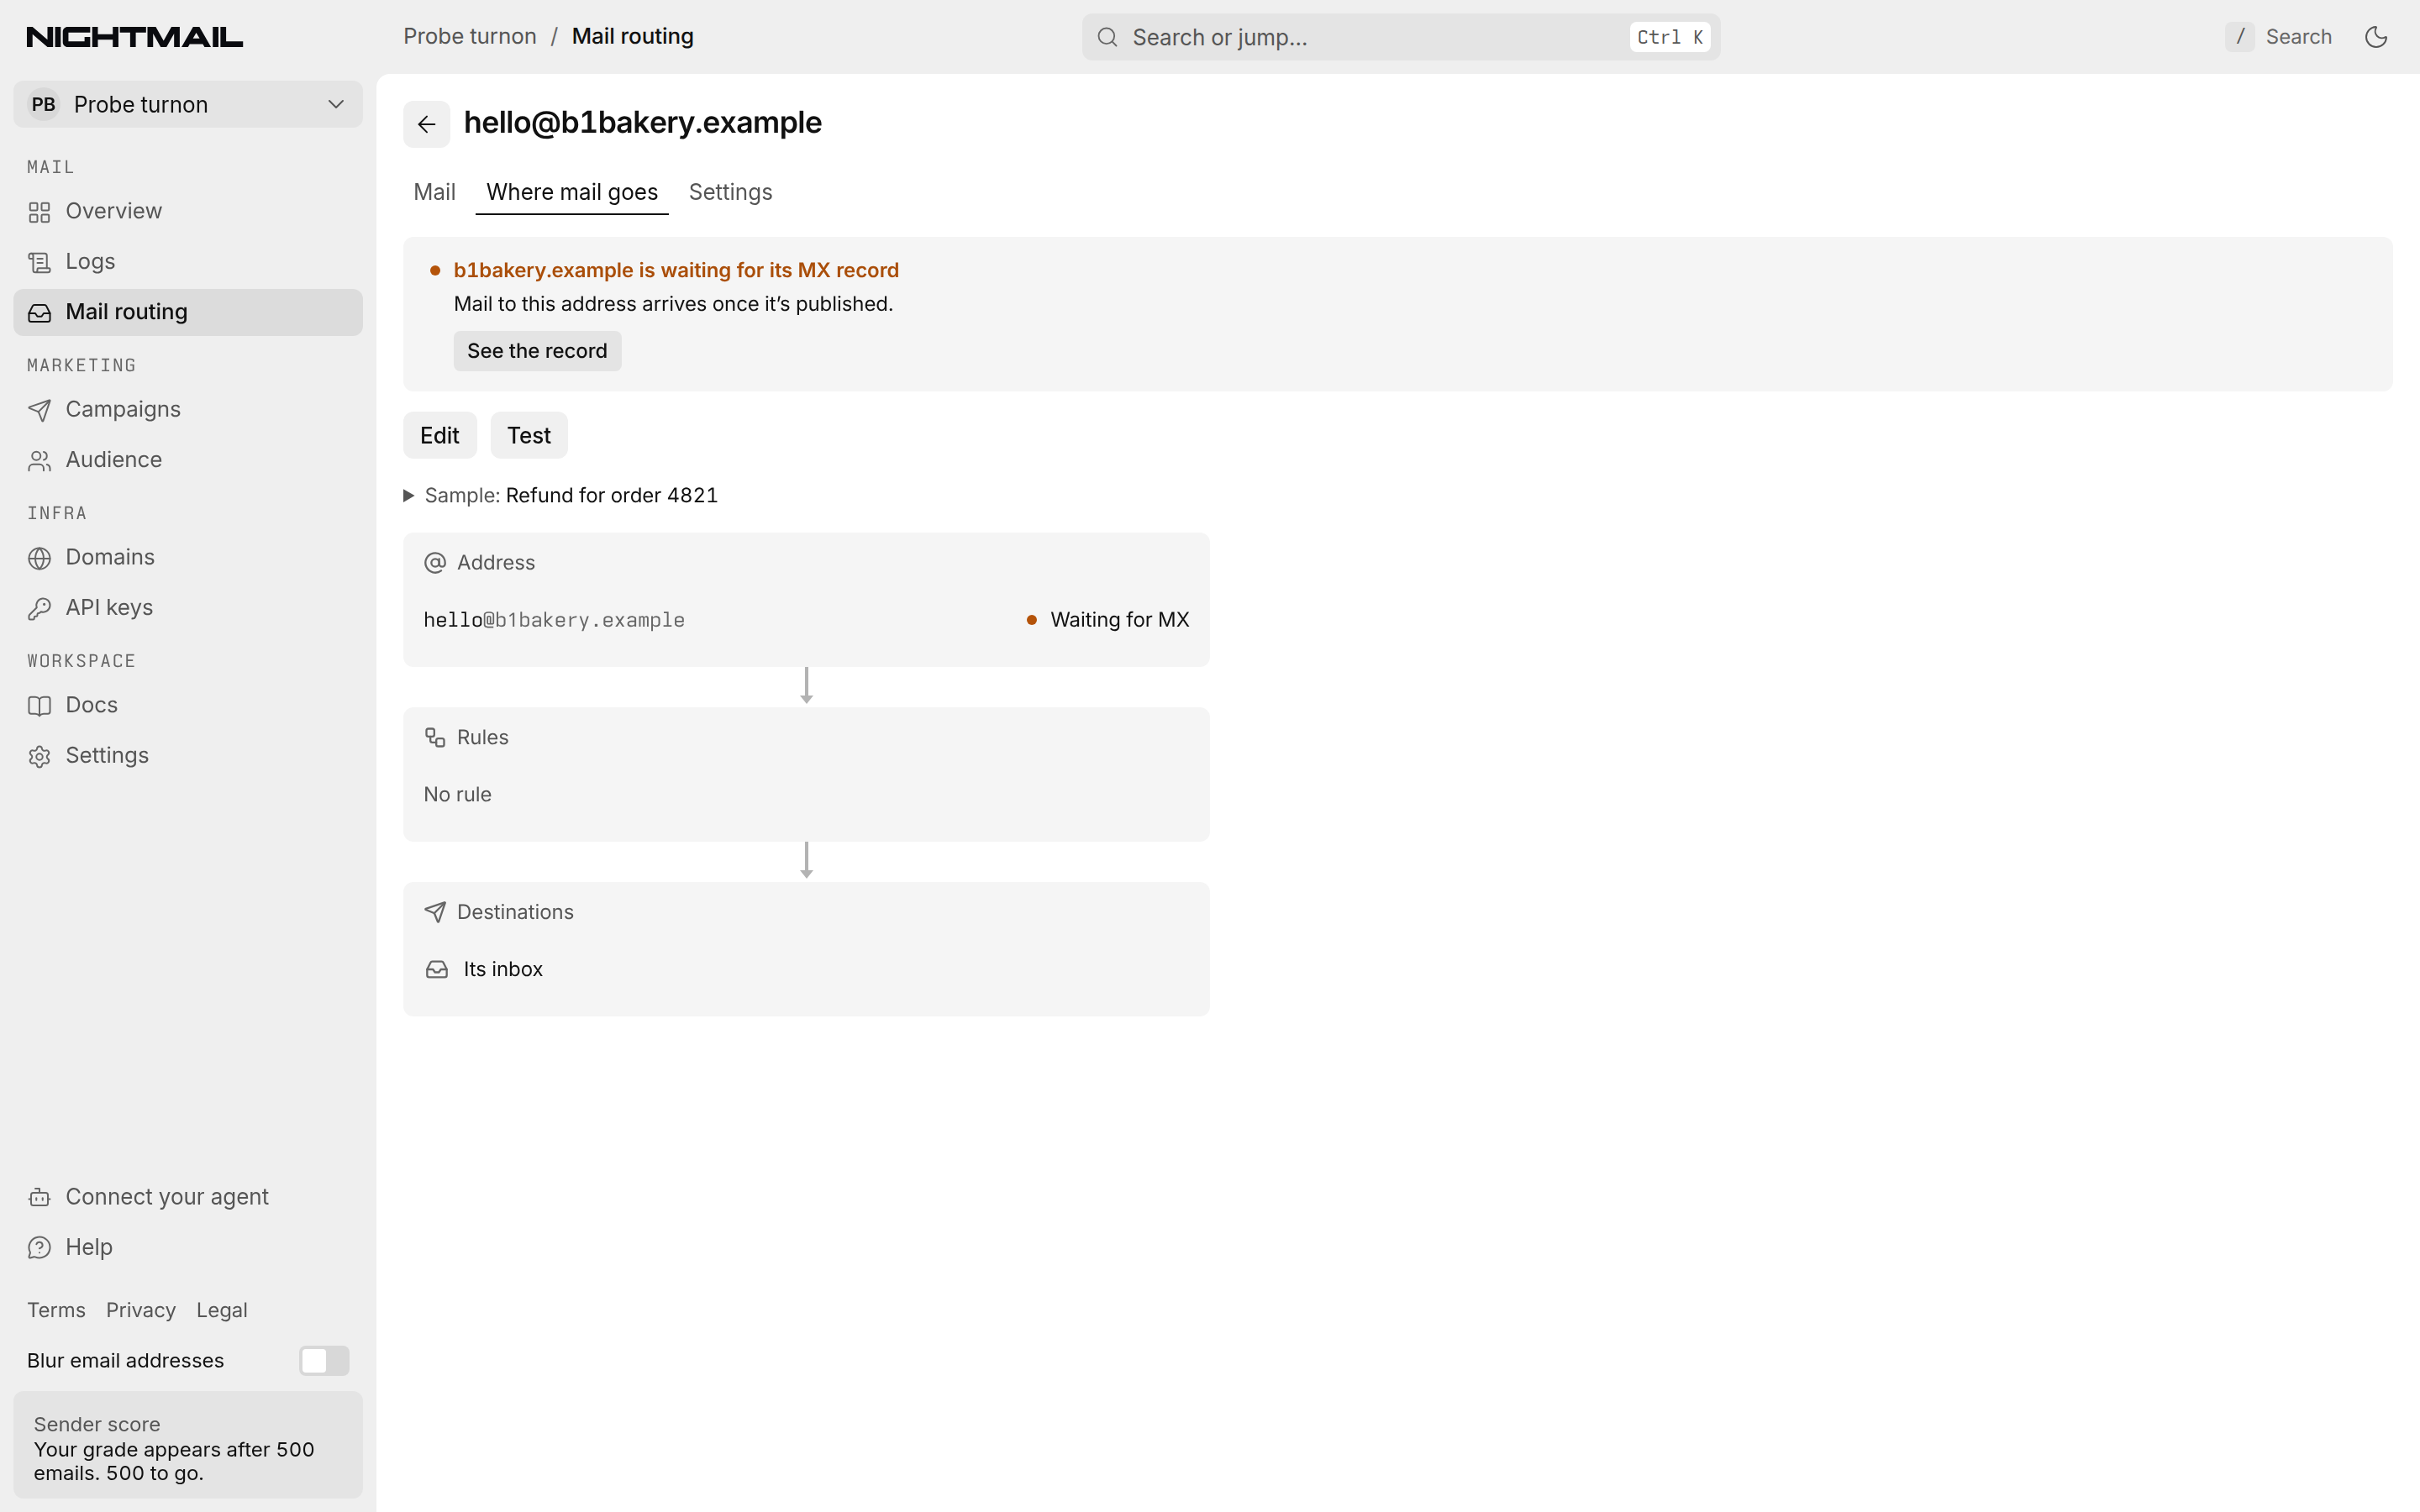 NIGHTMAIL
Probe turnon / Mail routing
Search or jump...
Ctrl K
/ Search
PB Probe turnon
MAIL
Overview
Logs
Mail routing
MARKETING
Campaigns
Audience
INFRA
Domains
API keys
WORKSPACE
Docs
Settings
Connect your agent
Help
Terms Privacy Legal
Blur email addresses
Sender score
Your grade appears after 500
emails. 500 to go.
hello@b1bakery.example
Mail Where mail goes Settings
b1bakery.example is waiting for its MX record
Mail to this address arrives once it’s published.
See the record
Edit Test
Sample: Refund for order 4821
Address
hello@b1bakery.example Waiting for MX
Rules
No rule
Destinations
Its inbox